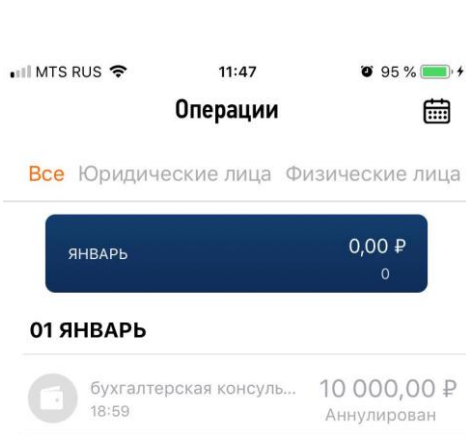 MTS RUS 11:47 95 %
Операции
Все Юридические лица Физические лица
ЯНВАРЬ 0,00 ₽
0
01 ЯНВАРЬ
бухгалтерская консуль... 10 000,00 ₽
18:59 Аннулирован